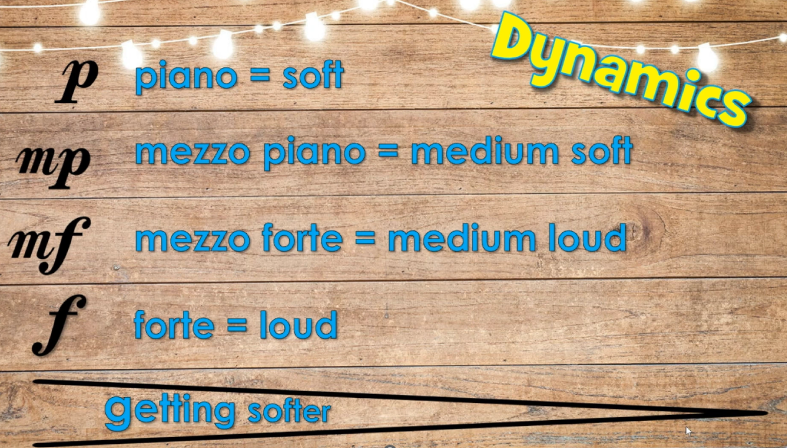 Dynamics
p piano = soft
mp mezzo piano = medium soft
mf mezzo forte = medium loud
f forte = loud
getting softer